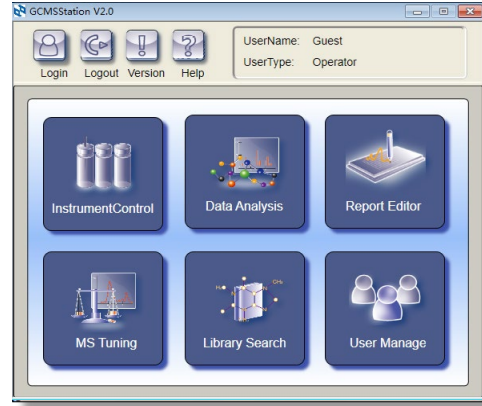 GCMSStation V2.0
UserName: Guest
UserType: Operator
Login Logout Version Help
InstrumentControl Data Analysis Report Editor
MS Tuning Library Search User Manage